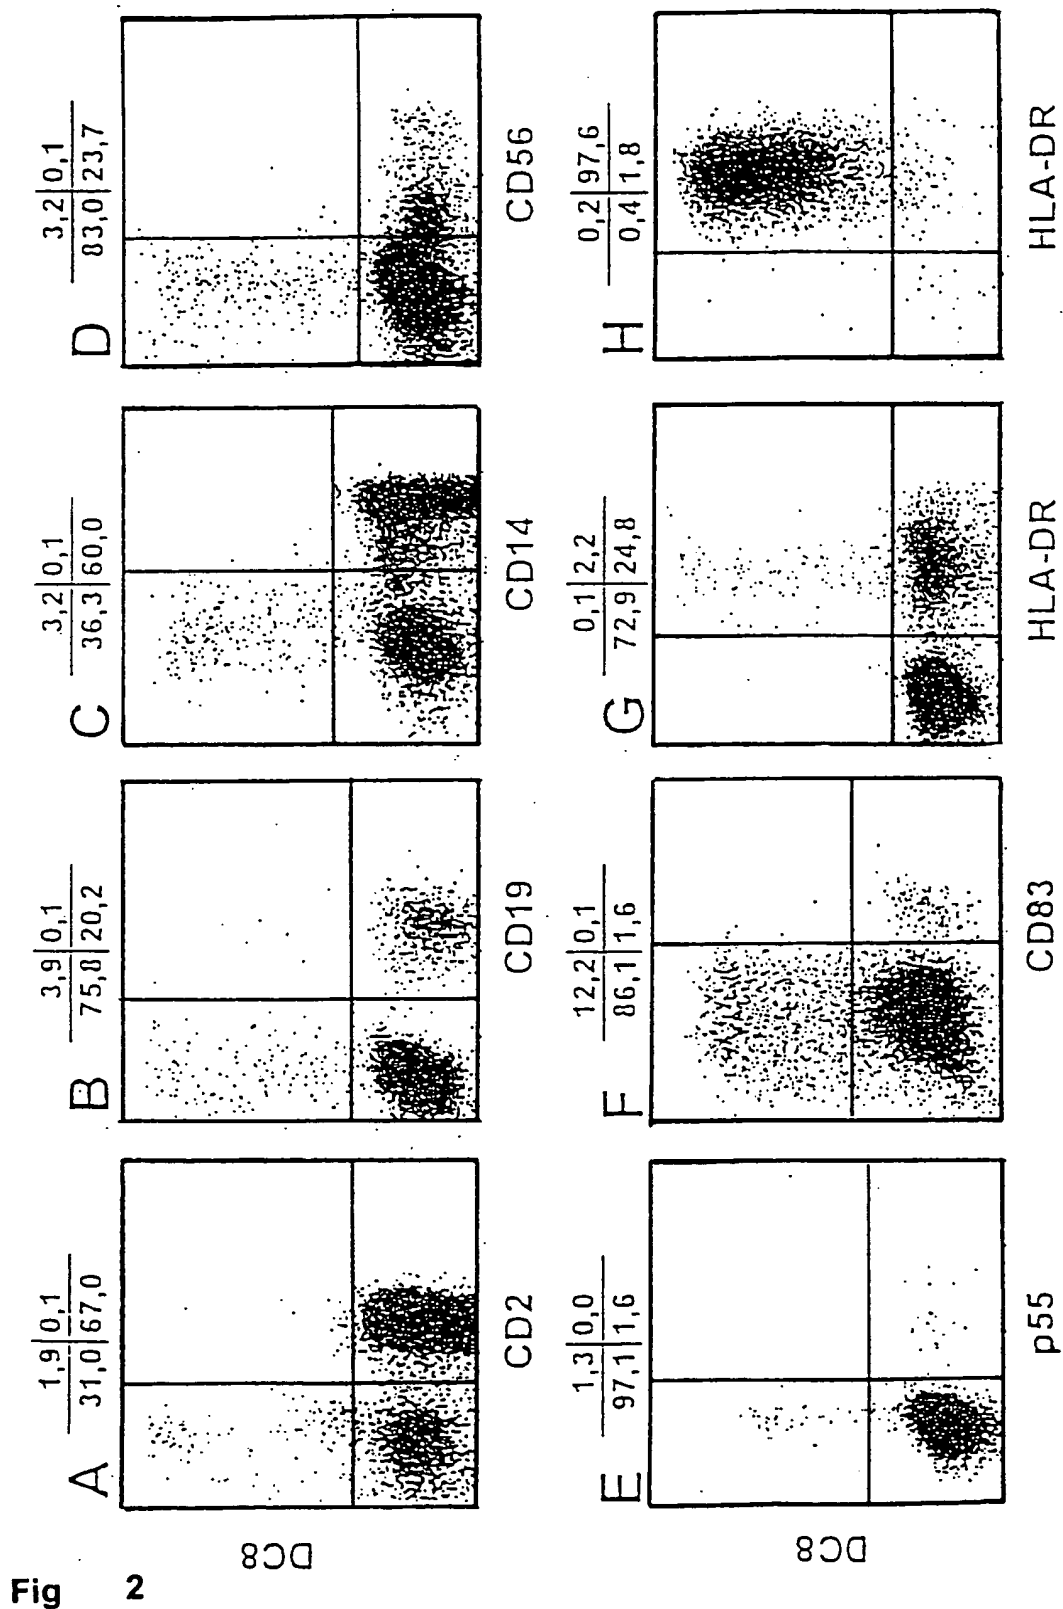 Fig 2
DC8
A
1,9 0,1
31,0 67,0
CD2
B
3,9 0,1
75,8 20,2
CD19
C
3,2 0,1
36,3 60,0
CD14
D
3,2 0,1
83,0 23,7
CD56
DC8
E
1,3 0,0
97,1 1,6
p55
F
12,2 0,1
86,1 1,6
CD83
G
0,1 2,2
72,9 24,8
HLA-DR
H
0,2 97,6
0,4 1,8
HLA-DR